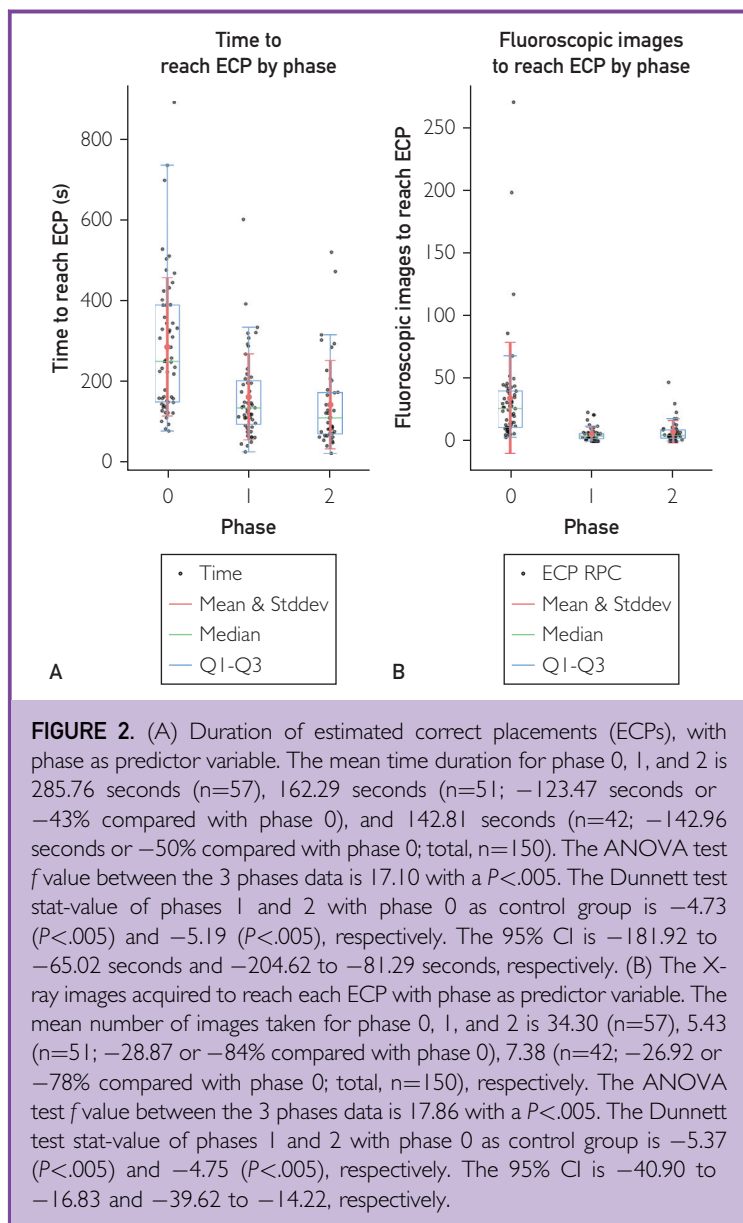 Time to
reach ECP by phase
Time to reach ECP (s)
800
600
400
200
0
0 1 2
Phase
• Time
Mean & Stddev
Median
Q1-Q3
A
Fluoroscopic images
to reach ECP by phase
Fluoroscopic images to reach ECP
250
200
150
100
50
0
0 1 2
Phase
• ECP RPC
Mean & Stddev
Median
Q1-Q3
B
FIGURE 2. (A) Duration of estimated correct placements (ECPs), with
phase as predictor variable. The mean time duration for phase 0, 1, and 2 is
285.76 seconds (n=57), 162.29 seconds (n=51; −123.47 seconds or
−43% compared with phase 0), and 142.81 seconds (n=42; −142.96
seconds or −50% compared with phase 0; total, n=150). The ANOVA test
f value between the 3 phases data is 17.10 with a P<.005. The Dunnett test
stat-value of phases 1 and 2 with phase 0 as control group is −4.73
(P<.005) and −5.19 (P<.005), respectively. The 95% CI is −181.92 to
−65.02 seconds and −204.62 to −81.29 seconds, respectively. (B) The X-
ray images acquired to reach each ECP with phase as predictor variable. The
mean number of images taken for phase 0, 1, and 2 is 34.30 (n=57), 5.43
(n=51; −28.87 or −84% compared with phase 0), 7.38 (n=42; −26.92 or
−78% compared with phase 0; total, n=150), respectively. The ANOVA
test f value between the 3 phases data is 17.86 with a P<.005. The Dunnett
test stat-value of phases 1 and 2 with phase 0 as control group is −5.37
(P<.005) and −4.75 (P<.005), respectively. The 95% CI is −40.90 to
−16.83 and −39.62 to −14.22, respectively.